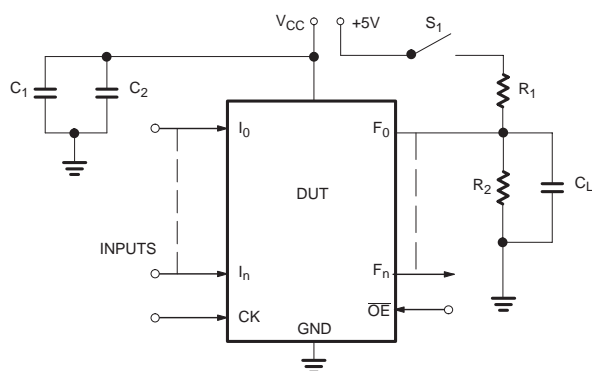 V_CC
+5V
S_1
C_1
C_2
R_1
I_0
F_0
DUT
R_2
C_L
INPUTS
I_n
F_n
CK
OE
GND